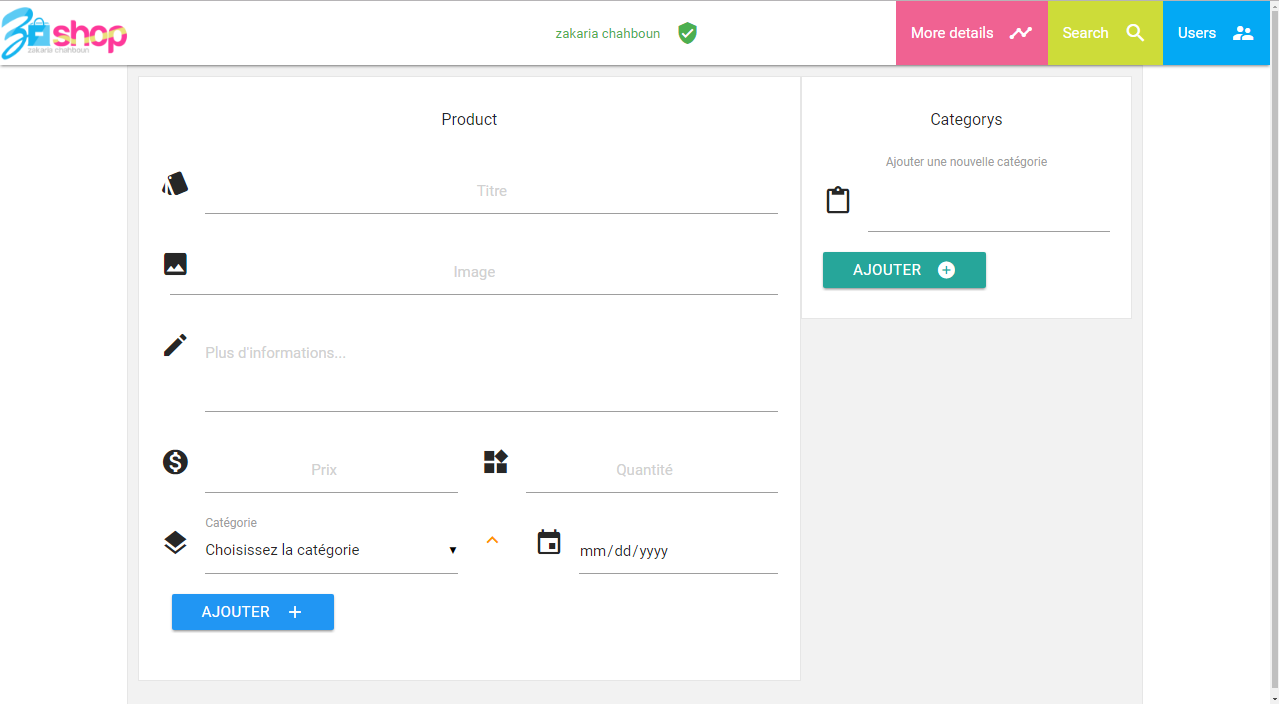 shop
zakaria chahboun
zakaria chahboun
More details
Search
Users
Product
Titre
Image
Plus d'informations...
Prix
Quantité
Catégorie
Choisissez la catégorie
mm/dd/yyyy
AJOUTER
Categorys
Ajouter une nouvelle catégorie
AJOUTER